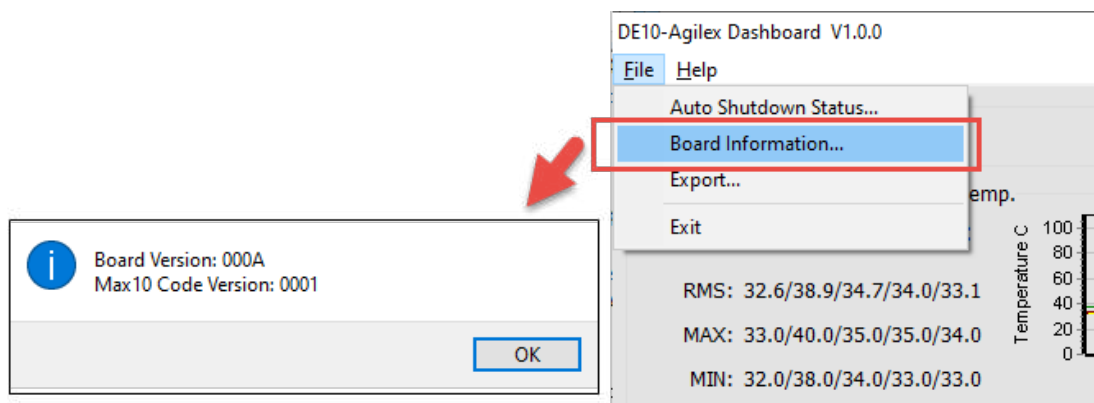 DE10-Agilex Dashboard V1.0.0
File Help
Auto Shutdown Status...
Board Information...
Export...
Exit
emp.
Temperature C
100
80
60
40
20
0
RMS: 32.6/38.9/34.7/34.0/33.1
MAX: 33.0/40.0/35.0/35.0/34.0
MIN: 32.0/38.0/34.0/33.0/33.0
i
Board Version: 000A
Max10 Code Version: 0001
OK